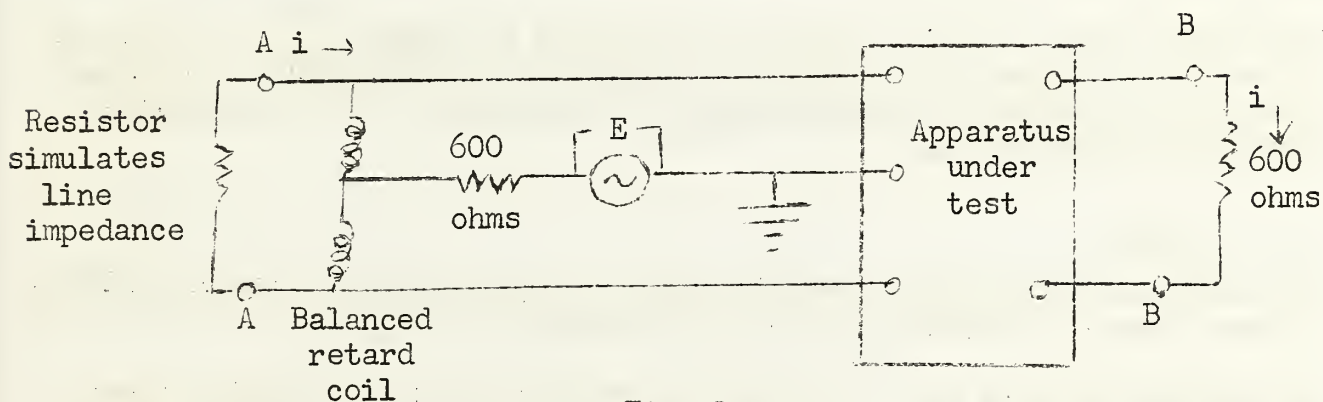 A i →
B
Resistor
simulates
line
impedance
600
ohms
E
Apparatus
under
test
i
600
ohms
A
Balanced
retard
coil
B